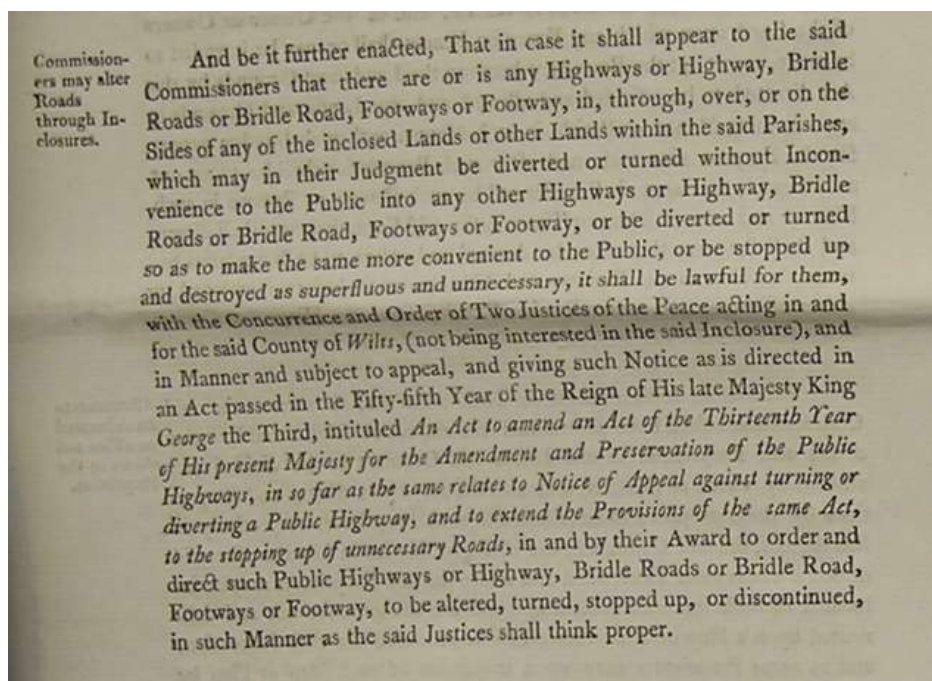 Commission-
ers may alter
Roads
through In-
closures.
And be it further enacted, That in case it shall appear to the said
Commissioners that there are or is any Highways or Highway, Bridle
Roads or Bridle Road, Footways or Footway, in, through, over, or on the
Sides of any of the inclosed Lands or other Lands within the said Parishes,
which may in their Judgment be diverted or turned without Incon-
venience to the Public into any other Highways or Highway, Bridle
Roads or Bridle Road, Footways or Footway, or be diverted or turned
so as to make the same more convenient to the Public, or be stopped up
and destroyed as superfluous and unnecessary, it shall be lawful for them,
with the Concurrence and Order of Two Justices of the Peace acting in and
for the said County of Wilts, (not being interested in the said Inclosure), and
in Manner and subject to appeal, and giving such Notice as is directed in
an Act passed in the Fifty-fifth Year of the Reign of His late Majesty King
George the Third, intituled An Act to amend an Act of the Thirteenth Year
of His present Majesty for the Amendment and Preservation of the Public
Highways, in so far as the same relates to Notice of Appeal against turning or
diverting a Public Highway, and to extend the Provisions of the same Act,
to the stopping up of unnecessary Roads, in and by their Award to order and
direct such Public Highways or Highway, Bridle Roads or Bridle Road,
Footways or Footway, to be altered, turned, stopped up, or discontinued,
in such Manner as the said Justices shall think proper.